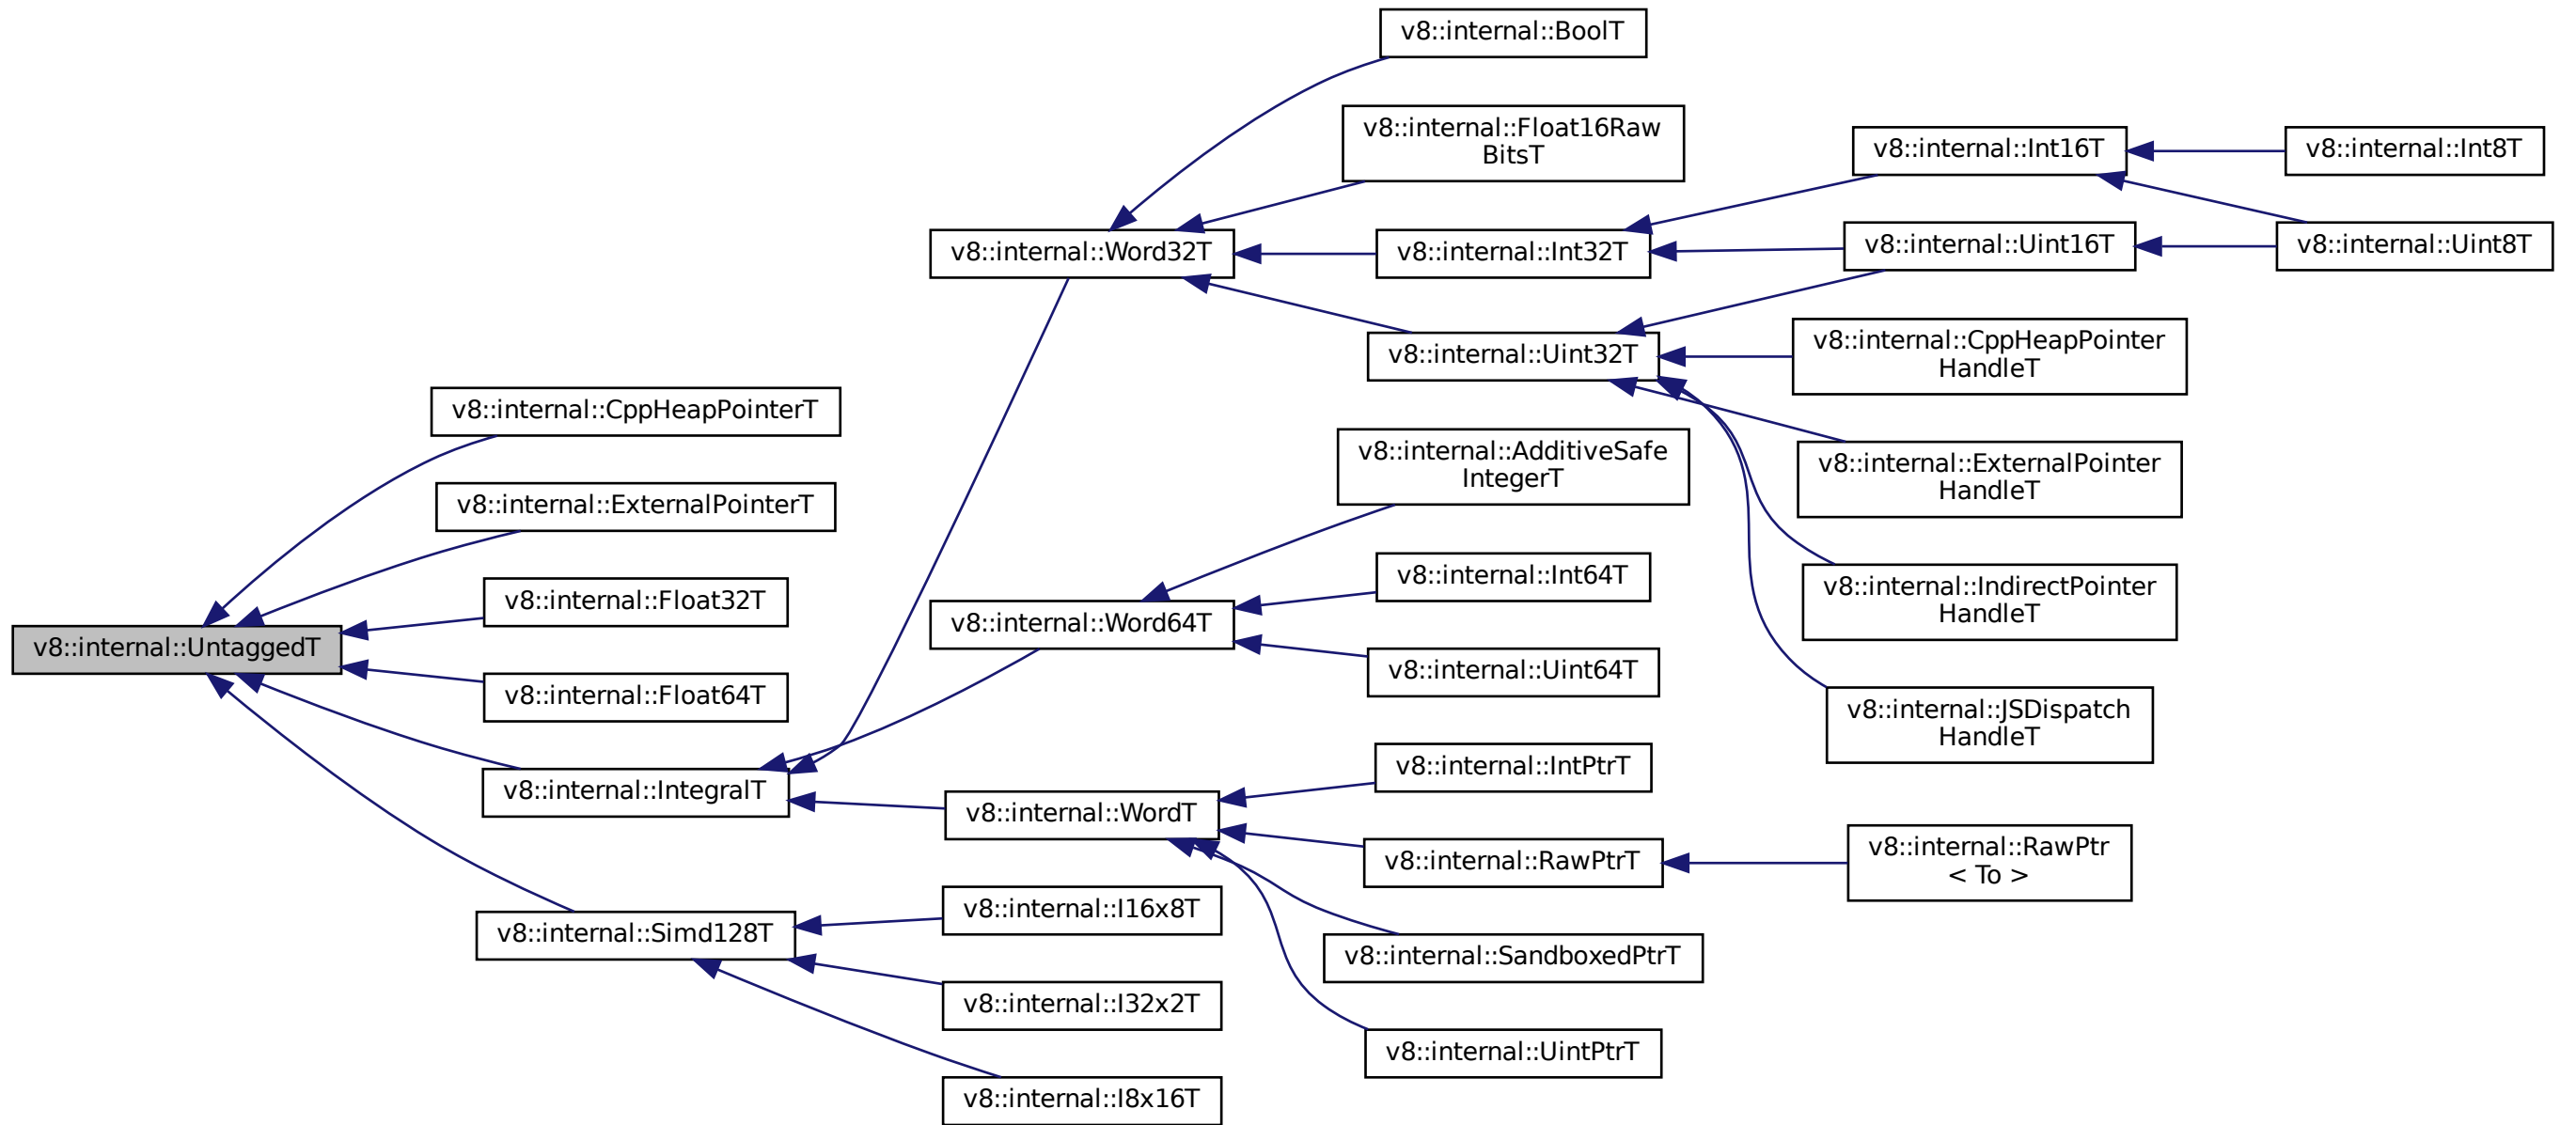 v8::internal::BoolT
v8::internal::Float16Raw
BitsT
v8::internal::Int16T
v8::internal::Int8T
v8::internal::Word32T
v8::internal::Int32T
v8::internal::Uint16T
v8::internal::Uint8T
v8::internal::Uint32T
v8::internal::CppHeapPointer
HandleT
v8::internal::CppHeapPointerT
v8::internal::AdditiveSafe
IntegerT
v8::internal::ExternalPointer
HandleT
v8::internal::ExternalPointerT
v8::internal::Int64T
v8::internal::IndirectPointer
HandleT
v8::internal::Float32T
v8::internal::Word64T
v8::internal::UntaggedT
v8::internal::Uint64T
v8::internal::Float64T
v8::internal::JSDispatch
HandleT
v8::internal::IntegralT
v8::internal::IntPtrT
v8::internal::WordT
v8::internal::RawPtrT
v8::internal::RawPtr
< To >
v8::internal::Simd128T
v8::internal::I16x8T
v8::internal::SandboxedPtrT
v8::internal::I32x2T
v8::internal::UintPtrT
v8::internal::I8x16T